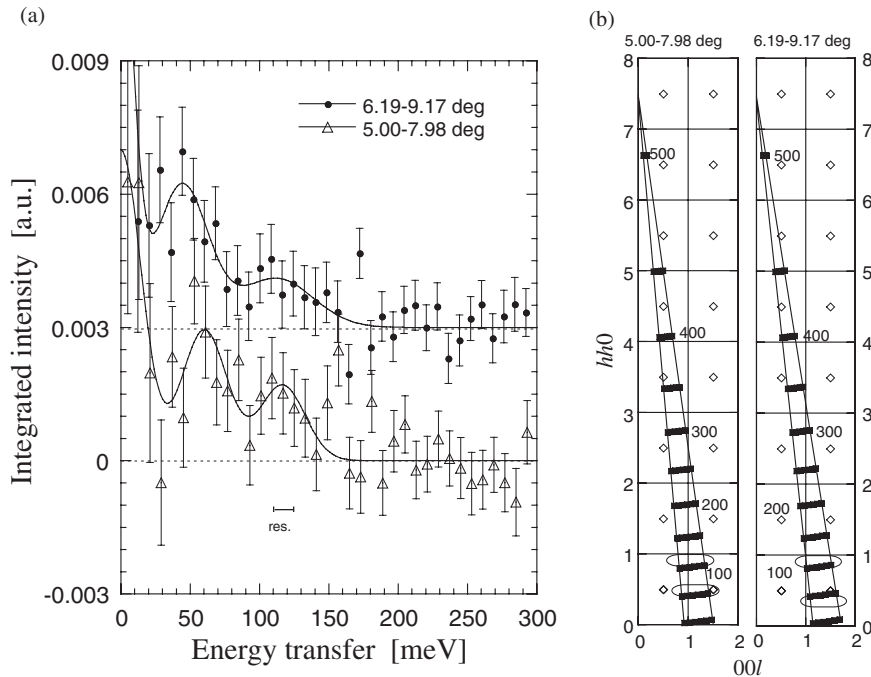 (a)
0.009
0.006
0.003
0
-0.003
Integrated intensity [a.u.]
6.19-9.17 deg
5.00-7.98 deg
res.
0 50 100 150 200 250 300
Energy transfer [meV]
(b)
5.00-7.98 deg 6.19-9.17 deg
8 8
7 7
6 6
5 5
4 4
3 3
2 2
1 1
0 0
hh0
500 500
400 400
300 300
200 200
100 100
0 1 2 0 1 2
00l